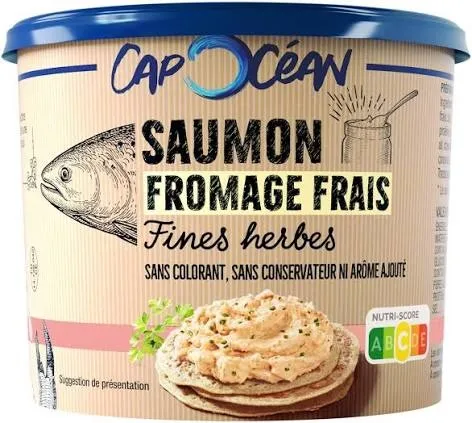 CAP OCÉAN
SAUMON
FROMAGE FRAIS
Fines herbes
SANS COLORANT, SANS CONSERVATEUR NI ARÔME AJOUTÉ
NUTRI-SCORE
A B C D E
Suggestion de présentation